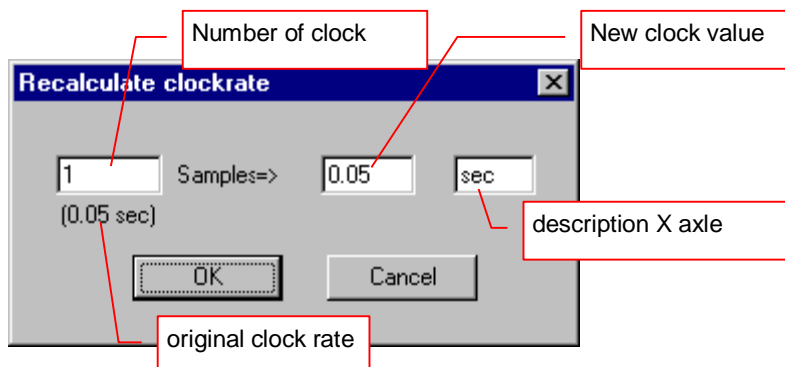 Number of clock
New clock value
Recalculate clockrate
1 Samples=> 0.05 sec
(0.05 sec)
description X axle
OK Cancel
original clock rate